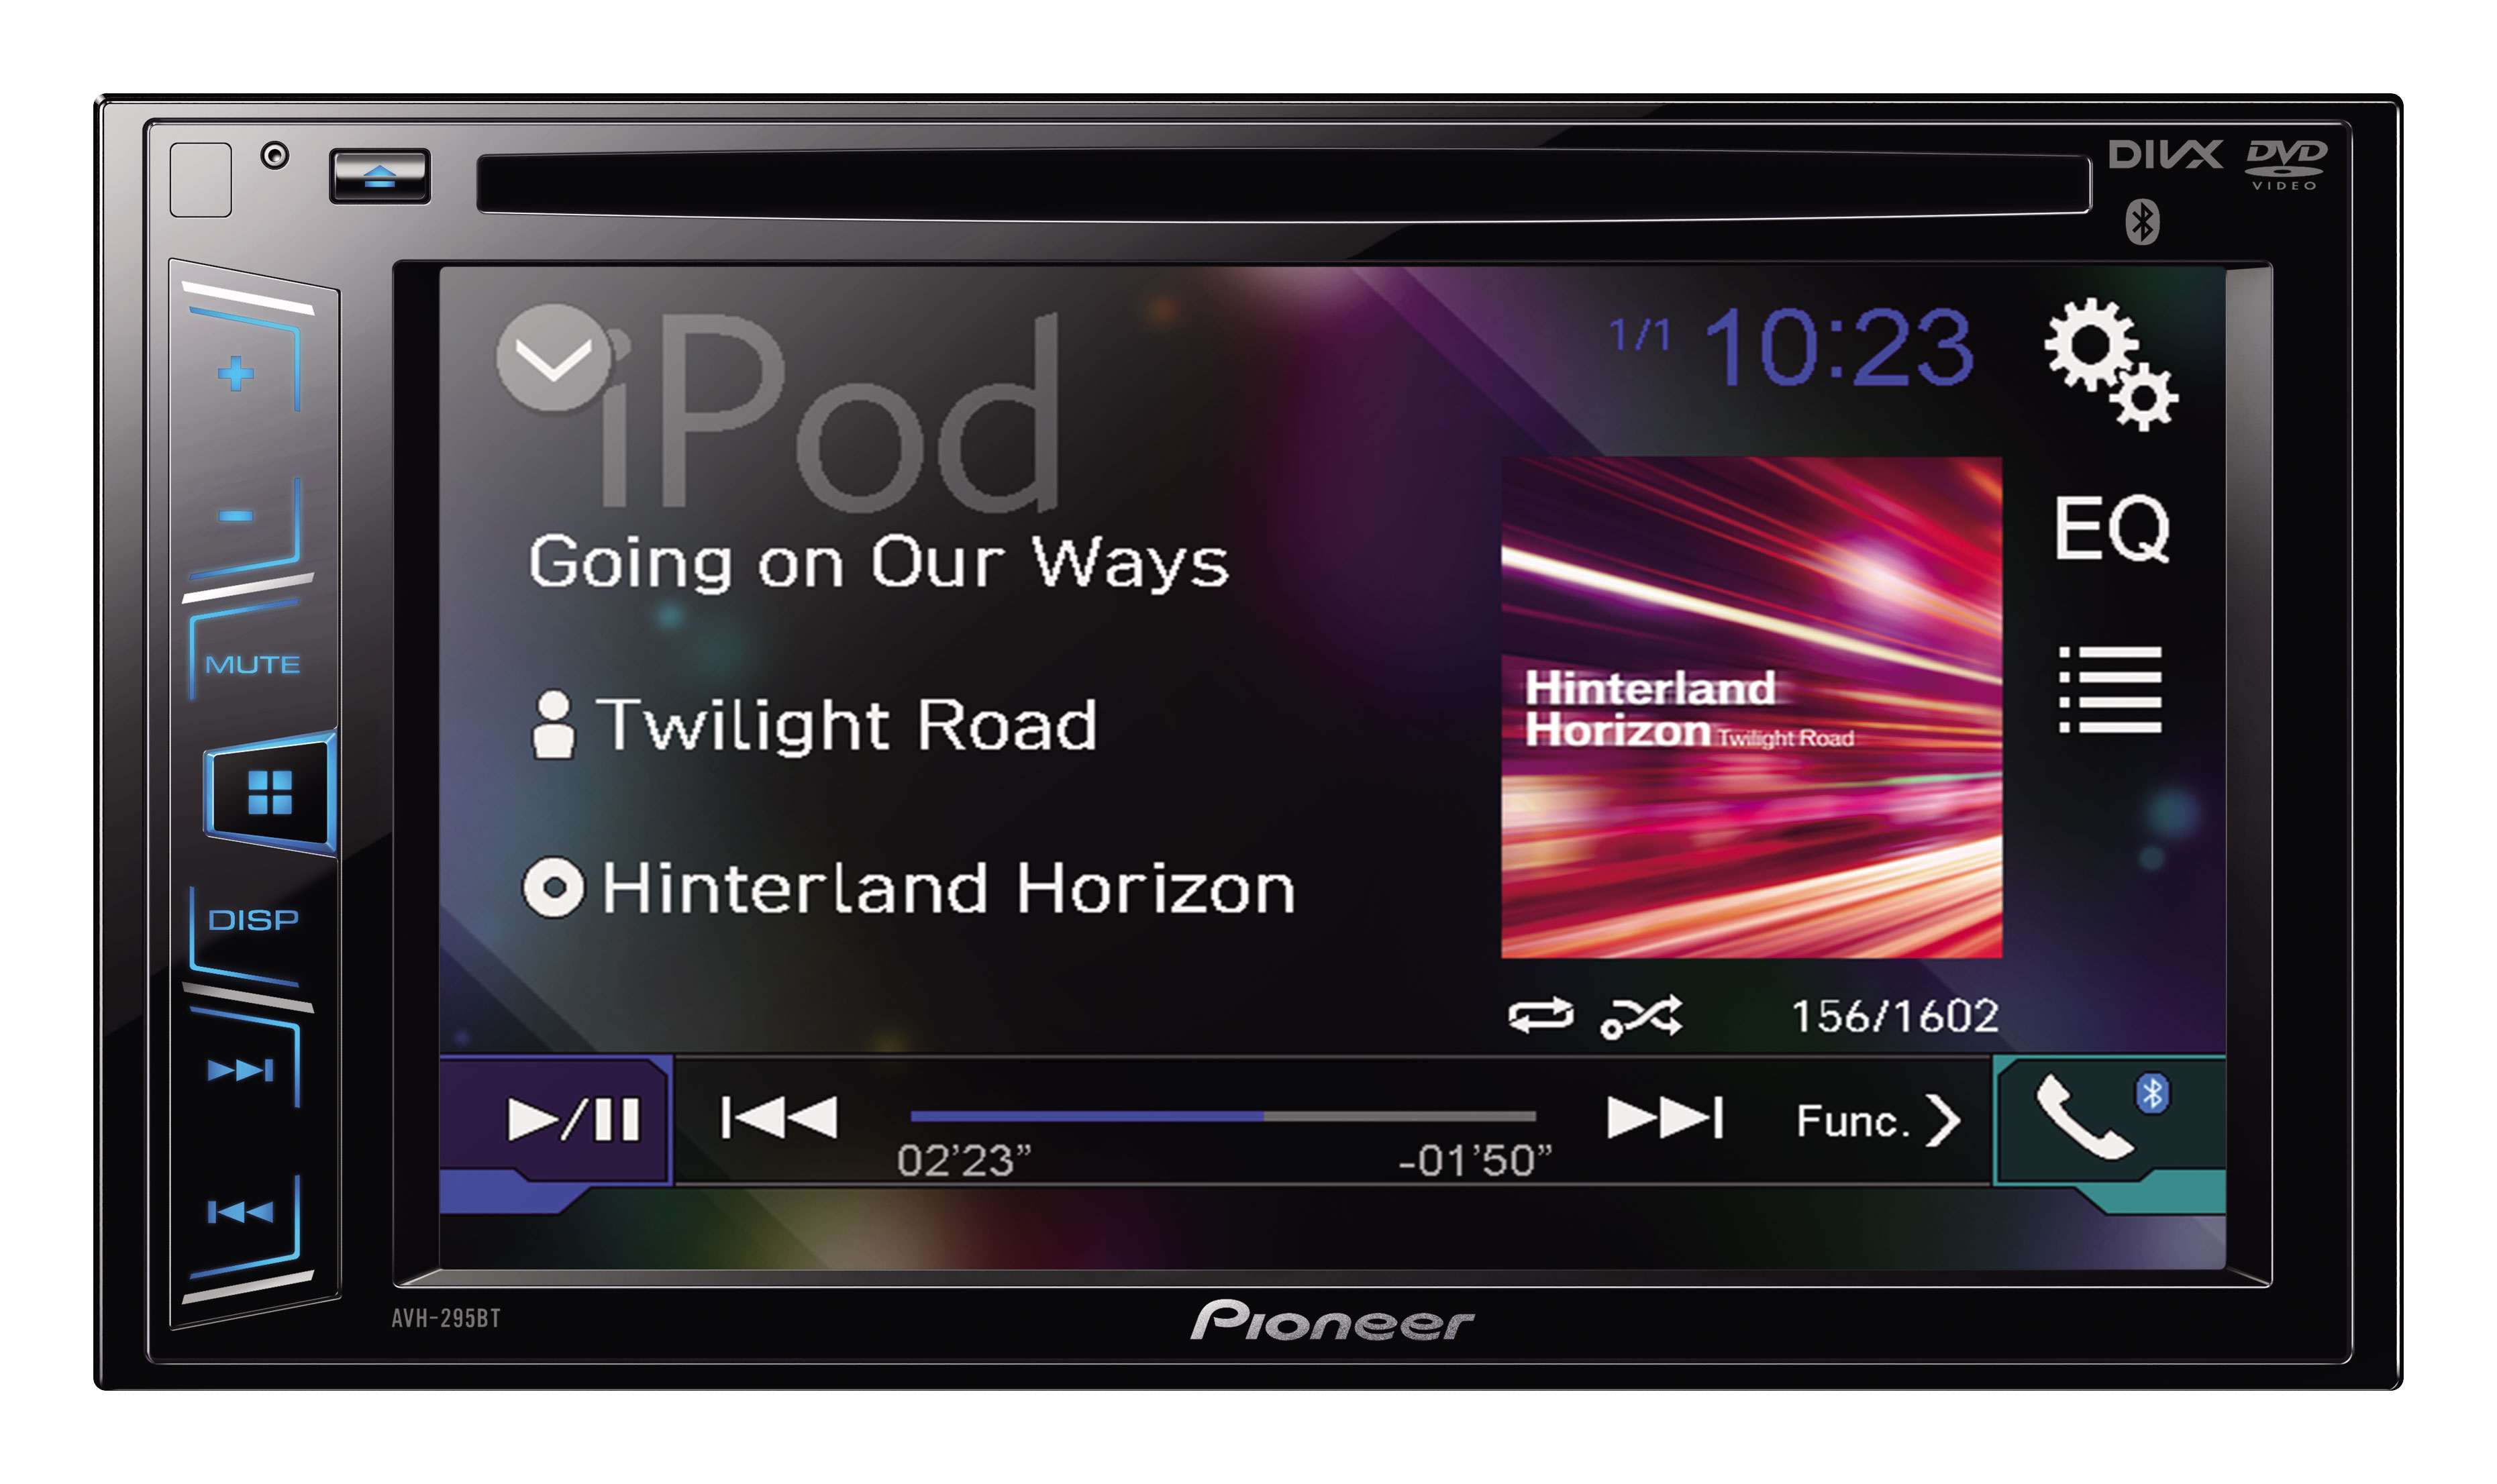 DIVX DVD
VIDEO
iPod
1/1 10:23
EQ
Going on Our Ways
Twilight Road
Hinterland Horizon
Hinterland
Horizon Twilight Road
156/1602
02'23” -01'50”
Func.
MUTE
DISP
AVH-295BT
Pioneer